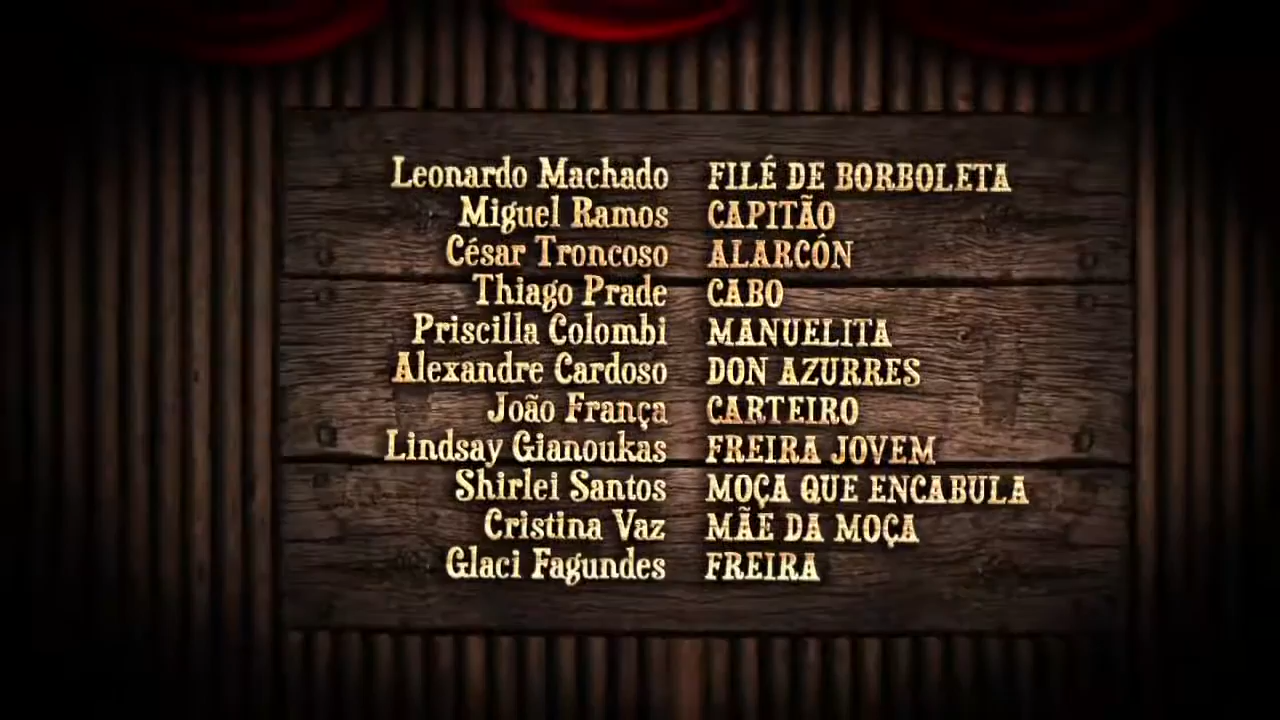 Leonardo Machado FILÉ DE BORBOLETA
Miguel Ramos CAPITÃO
César Troncoso ALARCÓN
Thiago Prade CABO
Priscilla Colombi MANUELITA
Alexandre Cardoso DON AZURRES
João França CARTEIRO
Lindsay Gianoukas FREIRA JOVEM
Shirlei Santos MOÇA QUE ENCABULA
Cristina Vaz MÃE DA MOÇA
Glaci Fagundes FREIRA